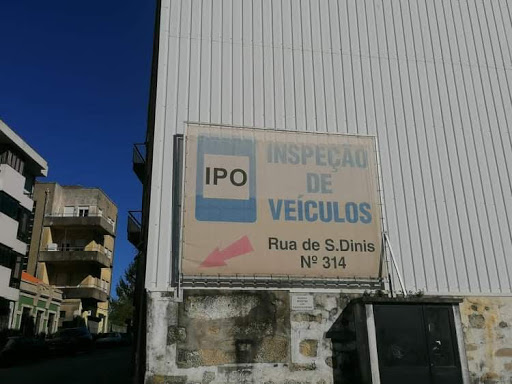 IPO
INSPEÇÃO
DE
VEÍCULOS
Rua de S.Dinis
Nº 314